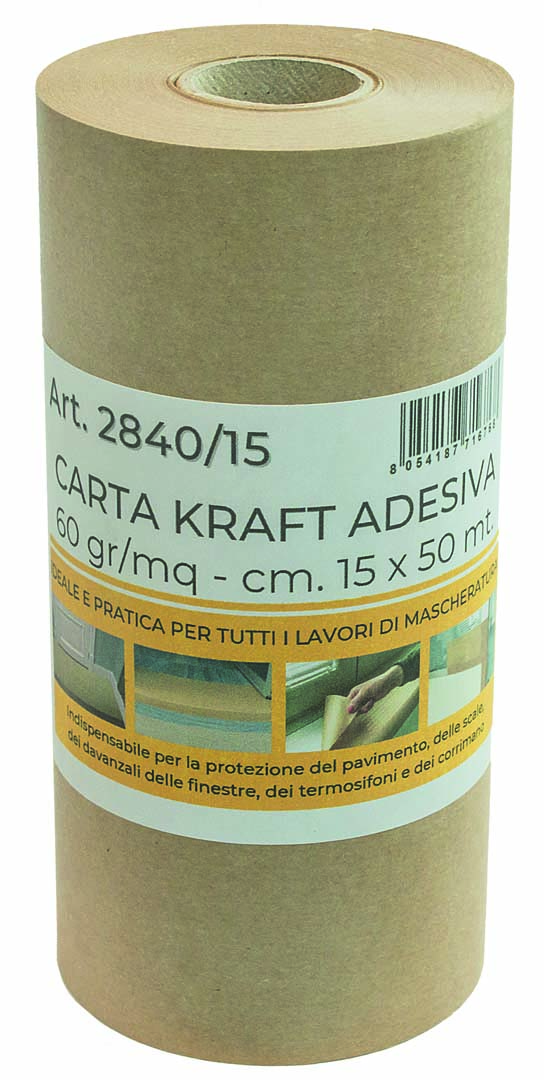 Art. 2840/15
8 054187 71675
CARTA KRAFT ADESIVA
60 gr/mq - cm. 15 x 50 mt.
IDEALE E PRATICA PER TUTTI I LAVORI DI MASCHERATURA
Indispensabile per la protezione del pavimento, delle scale,
dei davanzali delle finestre, dei termosifoni e dei corrimano